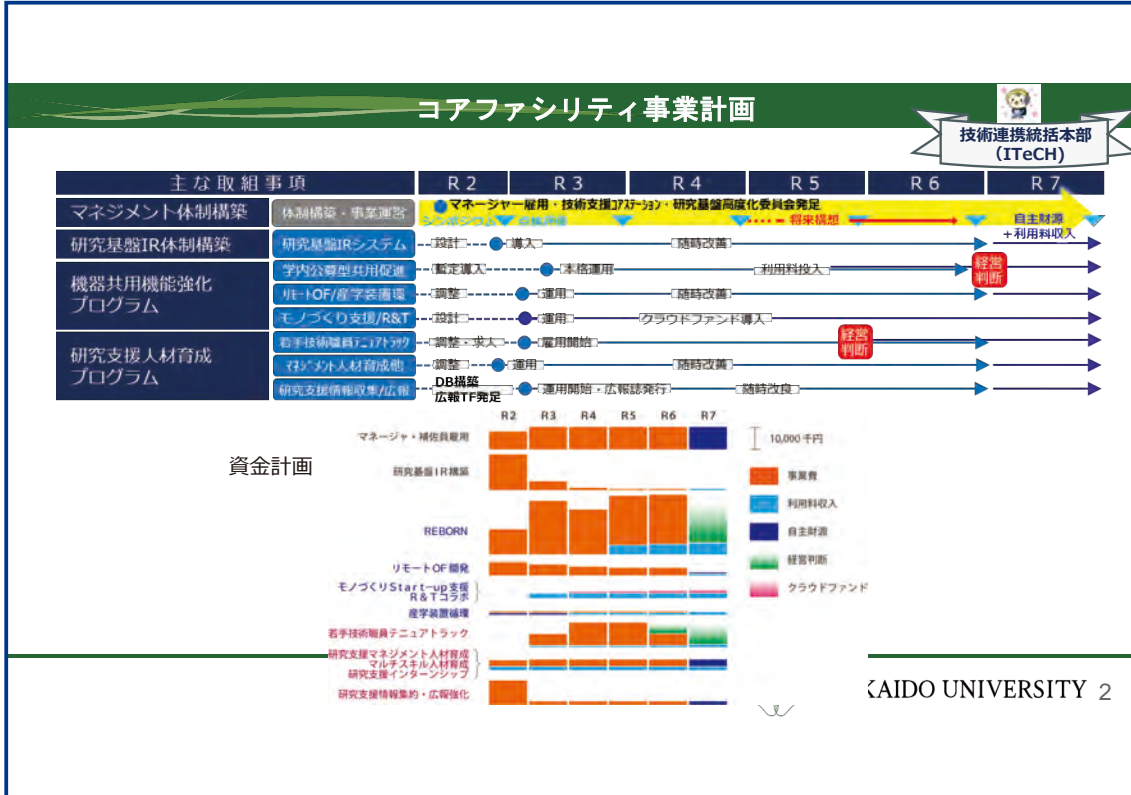 コアファシリティ事業計画
技術連携統括本部
(ITeCH)
主な取組事項 R2 R3 R4 R5 R6 R7
マネジメント体制構築 体制構築・事業運営 マネージャー雇用・技術支援コアステーション・研究基盤高度化委員会発足
シンポジウム 将来構想 自主財源
+利用料収入
研究基盤IR体制構築 研究基盤IRシステム 設計 導入 随時改善
機器共用機能強化
プログラム
学内公募型共用促進 暫定導入 本格運用 利用料投入 経営
判断
リモートOF/産学装置環 調整 運用 随時改善
モノづくり支援/R&T 設計 運用 クラウドファンド導入
研究支援人材育成
プログラム
若手技術職員テニュアトラック 調整・求人 雇用開始 経営
判断
マネジメント人材育成他 調整 運用 随時改善
研究支援情報収集/広報 DB構築
広報TF発足 運用開始・広報誌発行 随時改良
資金計画
R2 R3 R4 R5 R6 R7
マネージャ・補佐員雇用
研究基盤IR構築
REBORN
リモートOF開発
モノづくりStart-up支援
R&Tコラボ
産学装置循環
若手技術職員テニュアトラック
研究支援マネジメント人材育成
マルチスキル人材育成
研究支援インターンシップ
研究支援情報集約・広報強化
10,000千円
事業費
利用料収入
自主財源
経営判断
クラウドファンド
KAIDO UNIVERSITY 2